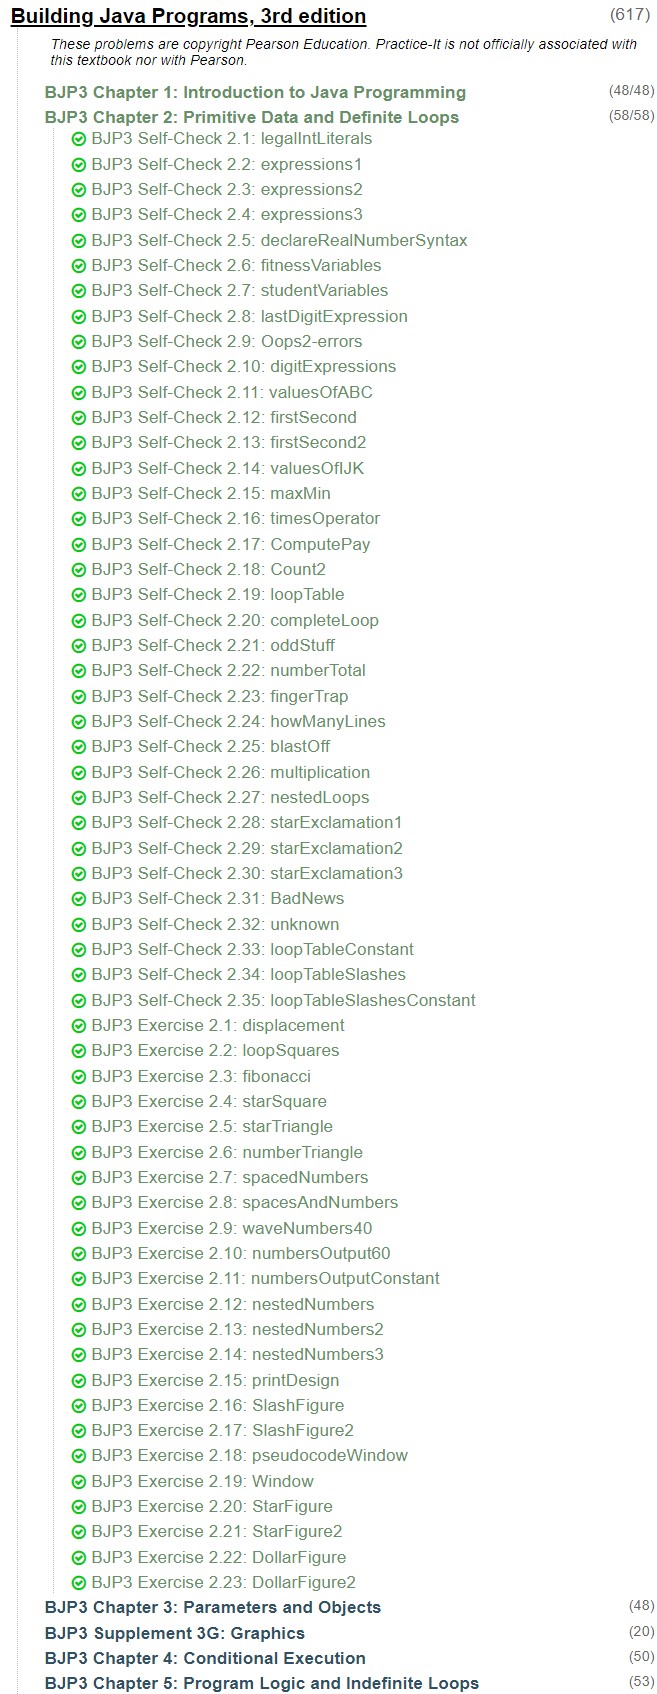 Building Java Programs, 3rd edition (617)
These problems are copyright Pearson Education. Practice-It is not officially associated with
this textbook nor with Pearson.
BJP3 Chapter 1: Introduction to Java Programming (48/48)
BJP3 Chapter 2: Primitive Data and Definite Loops (58/58)
BJP3 Self-Check 2.1: legalIntLiterals
BJP3 Self-Check 2.2: expressions1
BJP3 Self-Check 2.3: expressions2
BJP3 Self-Check 2.4: expressions3
BJP3 Self-Check 2.5: declareRealNumberSyntax
BJP3 Self-Check 2.6: fitnessVariables
BJP3 Self-Check 2.7: studentVariables
BJP3 Self-Check 2.8: lastDigitExpression
BJP3 Self-Check 2.9: Oops2-errors
BJP3 Self-Check 2.10: digitExpressions
BJP3 Self-Check 2.11: valuesOfABC
BJP3 Self-Check 2.12: firstSecond
BJP3 Self-Check 2.13: firstSecond2
BJP3 Self-Check 2.14: valuesOfIJK
BJP3 Self-Check 2.15: maxMin
BJP3 Self-Check 2.16: timesOperator
BJP3 Self-Check 2.17: ComputePay
BJP3 Self-Check 2.18: Count2
BJP3 Self-Check 2.19: loopTable
BJP3 Self-Check 2.20: completeLoop
BJP3 Self-Check 2.21: oddStuff
BJP3 Self-Check 2.22: numberTotal
BJP3 Self-Check 2.23: fingerTrap
BJP3 Self-Check 2.24: howManyLines
BJP3 Self-Check 2.25: blastOff
BJP3 Self-Check 2.26: multiplication
BJP3 Self-Check 2.27: nestedLoops
BJP3 Self-Check 2.28: starExclamation1
BJP3 Self-Check 2.29: starExclamation2
BJP3 Self-Check 2.30: starExclamation3
BJP3 Self-Check 2.31: BadNews
BJP3 Self-Check 2.32: unknown
BJP3 Self-Check 2.33: loopTableConstant
BJP3 Self-Check 2.34: loopTableSlashes
BJP3 Self-Check 2.35: loopTableSlashesConstant
BJP3 Exercise 2.1: displacement
BJP3 Exercise 2.2: loopSquares
BJP3 Exercise 2.3: fibonacci
BJP3 Exercise 2.4: starSquare
BJP3 Exercise 2.5: starTriangle
BJP3 Exercise 2.6: numberTriangle
BJP3 Exercise 2.7: spacedNumbers
BJP3 Exercise 2.8: spacesAndNumbers
BJP3 Exercise 2.9: waveNumbers40
BJP3 Exercise 2.10: numbersOutput60
BJP3 Exercise 2.11: numbersOutputConstant
BJP3 Exercise 2.12: nestedNumbers
BJP3 Exercise 2.13: nestedNumbers2
BJP3 Exercise 2.14: nestedNumbers3
BJP3 Exercise 2.15: printDesign
BJP3 Exercise 2.16: SlashFigure
BJP3 Exercise 2.17: SlashFigure2
BJP3 Exercise 2.18: pseudocodeWindow
BJP3 Exercise 2.19: Window
BJP3 Exercise 2.20: StarFigure
BJP3 Exercise 2.21: StarFigure2
BJP3 Exercise 2.22: DollarFigure
BJP3 Exercise 2.23: DollarFigure2
BJP3 Chapter 3: Parameters and Objects (48)
BJP3 Supplement 3G: Graphics (20)
BJP3 Chapter 4: Conditional Execution (50)
BJP3 Chapter 5: Program Logic and Indefinite Loops (53)